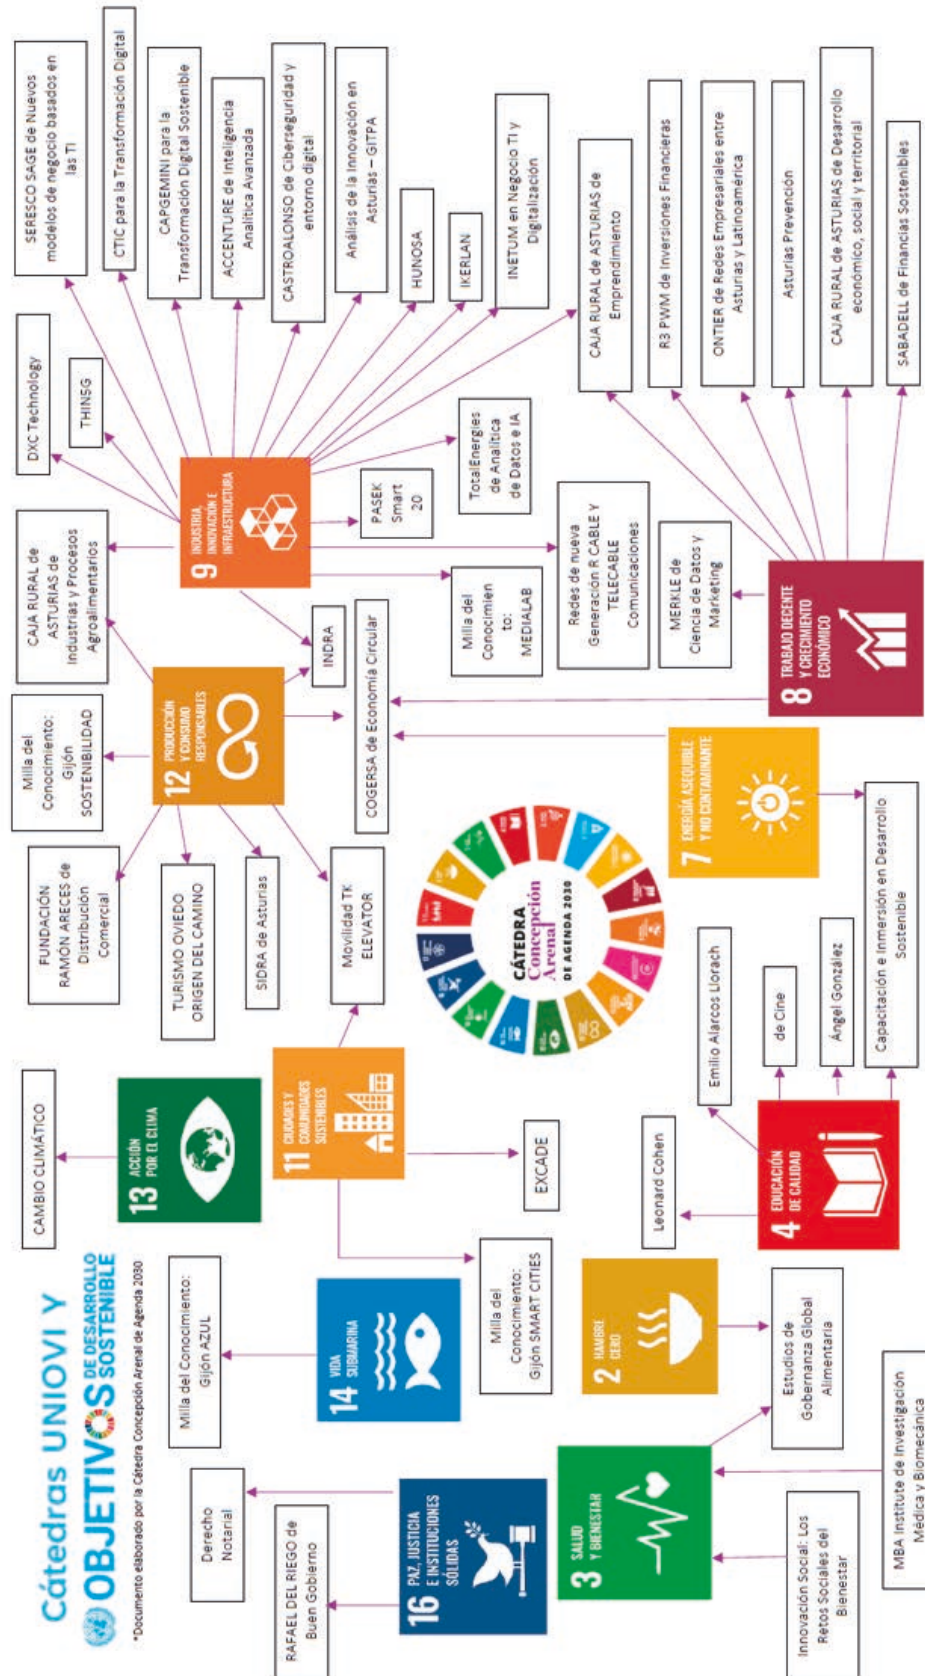 Cátedras UNIOVI Y
OBJETIVOS DE DESARROLLO
SOSTENIBLE
*Documento elaborado por la Cátedra Concepción Arenal de Agenda 2030
CAMBIO CLIMÁTICO
13 ACCIÓN
POR EL CLIMA
FUNDACIÓN
RAMÓN ARECES de
Distribución
Comercial
Milla del
Conocimiento:
Gijón
SOSTENIBILIDAD
CAJA RURAL de
ASTURIAS de
Industrias y Procesos
Agroalimentarios
DXC Technology
THIN5G
SERESCO SAGE de Nuevos
modelos de negocio basados en
las TI
CTIC para la Transformación Digital
CAPGEMINI para la
Transformación Digital Sostenible
ACCENTURE de Inteligencia
Analítica Avanzada
CASTROALONSO de Ciberseguridad y
entorno digital
Análisis de la Innovación en
Asturias – GITPA
HUNOSA
IKERLAN
INETUM en Negocio TI y
Digitalización
12 PRODUCCIÓN
Y CONSUMO
RESPONSABLES
9 INDUSTRIA,
INNOVACIÓN E
INFRAESTRUCTURA
TURISMO OVIEDO
ORIGEN DEL CAMINO
SIDRA de Asturias
Movilidad TK
ELEVATOR
INDRA
COGERSA de Economía Circular
PASEK
Smart
20
TotalEnergies
de Analítica
de Datos e IA
Milla del
Conocimien
to:
MEDIALAB
Redes de nueva
Generación R CABLE Y
TELECABLE
Comunicaciones
Milla del Conocimiento:
Gijón AZUL
14 VIDA
SUBMARINA
11 CIUDADES Y
COMUNIDADES
SOSTENIBLES
EXCADE
Milla del
Conocimiento:
Gijón SMART CITIES
CÁTEDRA
Concepción
Arenal
DE AGENDA 2030
Derecho
Notarial
RAFAEL DEL RIEGO de
Buen Gobierno
16 PAZ, JUSTICIA
E INSTITUCIONES
SÓLIDAS
3 SALUD
Y BIENESTAR
2 HAMBRE
CERO
Estudios de
Gobernanza Global
Alimentaria
Innovación Social: Los
Retos Sociales del
Bienestar
MBA Institute de Investigación
Médica y Biomecánica
Leonard Cohen
Emilio Alarcos Llorach
de Cine
Ángel González
Capacitación e Inmersión en Desarrollo
Sostenible
4 EDUCACIÓN
DE CALIDAD
7 ENERGÍA ASEQUIBLE
Y NO CONTAMINANTE
8 TRABAJO DECENTE
Y CRECIMIENTO
ECONÓMICO
MERKLE de
Ciencia de Datos y
Marketing
CAJA RURAL de ASTURIAS de
Emprendimiento
R3 PWM de Inversiones Financieras
ONTIER de Redes Empresariales entre
Asturias y Latinoamérica
Asturias Prevención
CAJA RURAL de ASTURIAS de Desarrollo
económico, social y territorial
SABADELL de Finanzas Sostenibles